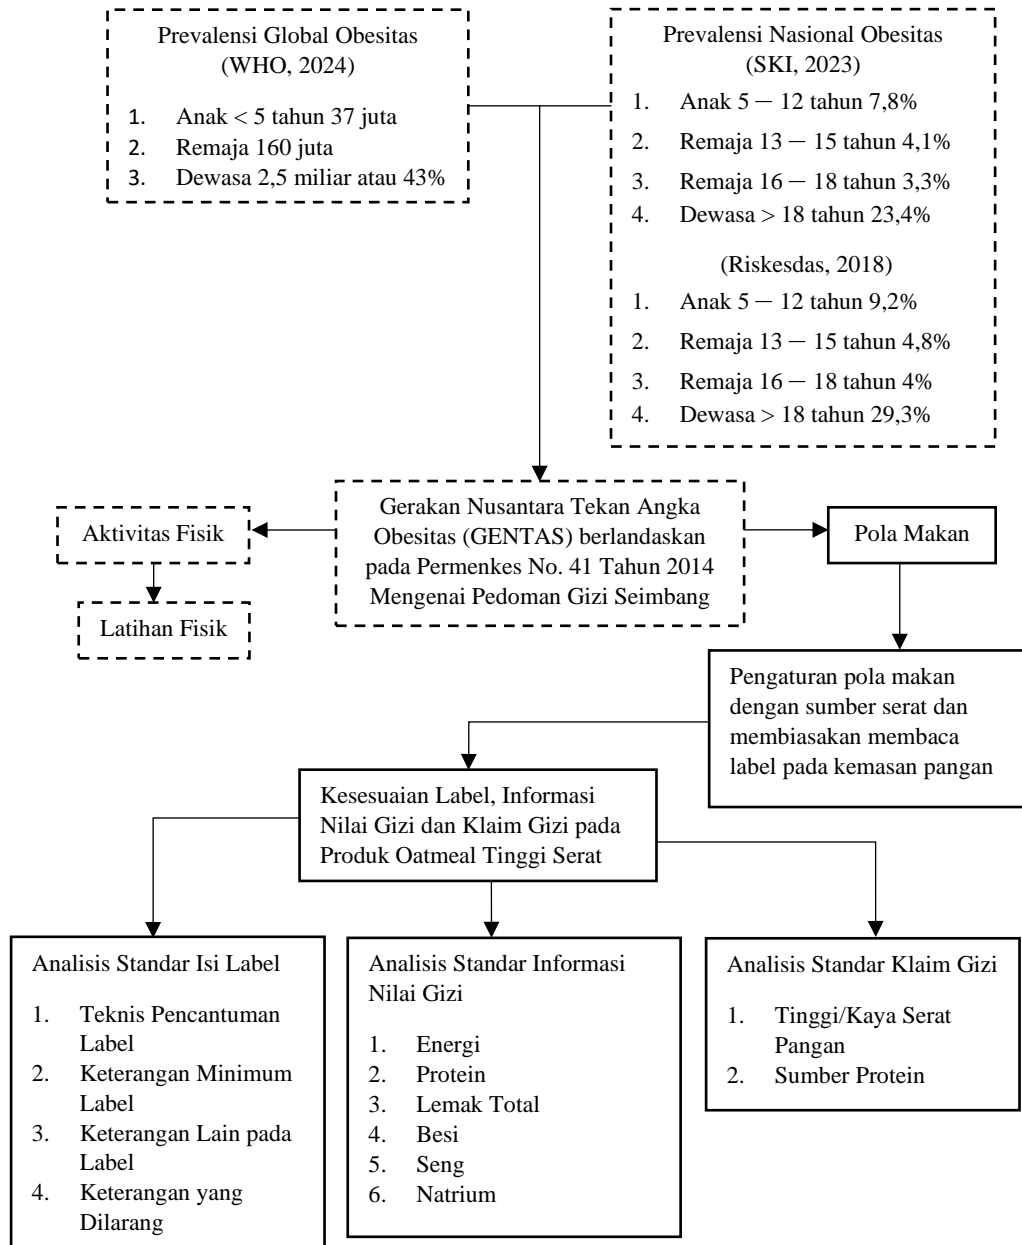 Prevalensi Global Obesitas
(WHO, 2024)
1. Anak < 5 tahun 37 juta
2. Remaja 160 juta
3. Dewasa 2,5 miliar atau 43%
Prevalensi Nasional Obesitas
(SKI, 2023)
1. Anak 5 — 12 tahun 7,8%
2. Remaja 13 — 15 tahun 4,1%
3. Remaja 16 — 18 tahun 3,3%
4. Dewasa > 18 tahun 23,4%
(Riskesdas, 2018)
1. Anak 5 — 12 tahun 9,2%
2. Remaja 13 — 15 tahun 4,8%
3. Remaja 16 — 18 tahun 4%
4. Dewasa > 18 tahun 29,3%
Gerakan Nusantara Tekan Angka
Obesitas (GENTAS) berlandaskan
pada Permenkes No. 41 Tahun 2014
Mengenai Pedoman Gizi Seimbang
Aktivitas Fisik
Latihan Fisik
Pola Makan
Pengaturan pola makan
dengan sumber serat dan
membiasakan membaca
label pada kemasan pangan
Kesesuaian Label, Informasi
Nilai Gizi dan Klaim Gizi pada
Produk Oatmeal Tinggi Serat
Analisis Standar Isi Label
1. Teknis Pencantuman
Label
2. Keterangan Minimum
Label
3. Keterangan Lain pada
Label
4. Keterangan yang
Dilarang
Analisis Standar Informasi
Nilai Gizi
1. Energi
2. Protein
3. Lemak Total
4. Besi
5. Seng
6. Natrium
Analisis Standar Klaim Gizi
1. Tinggi/Kaya Serat
Pangan
2. Sumber Protein